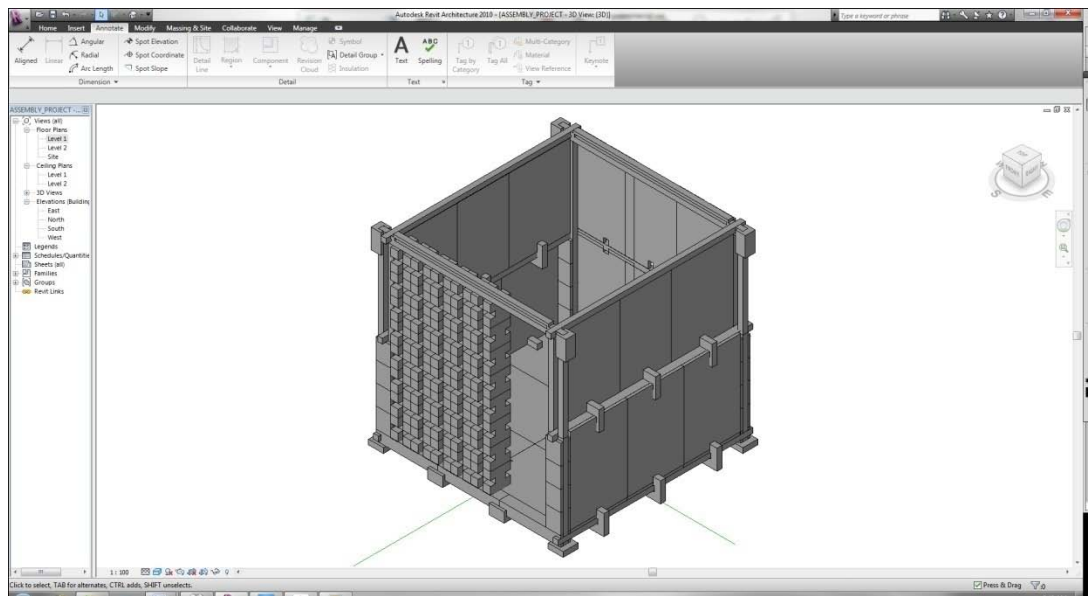 Autodesk Revit Architecture 2010 - [ASSEMBLY_PROJECT - 3D View: {3D}]
Type a keyword or phrase
Home Insert Annotate Modify Massing & Site Collaborate View Manage
Aligned Linear Angular Radial Arc Length Spot Elevation Spot Coordinate Spot Slope
Detail Line Region Component Revision Cloud Symbol Detail Group Insulation
Text Spelling
Tag by Category Tag All Multi-Category Material View Reference Keynote
Dimension Detail Text Tag
ASSEMBLY_PROJECT -...
Views (all)
Floor Plans
Level 1
Level 2
Site
Ceiling Plans
Level 1
Level 2
3D Views
Elevations (Building
East
North
South
West
Legends
Schedules/Quantitie
Sheets (all)
Families
Groups
Revit Links
TOP
FRONT
RIGHT
S
E
1 : 100
Click to select, TAB for alternates, CTRL adds, SHIFT unselects.
Press & Drag
:0